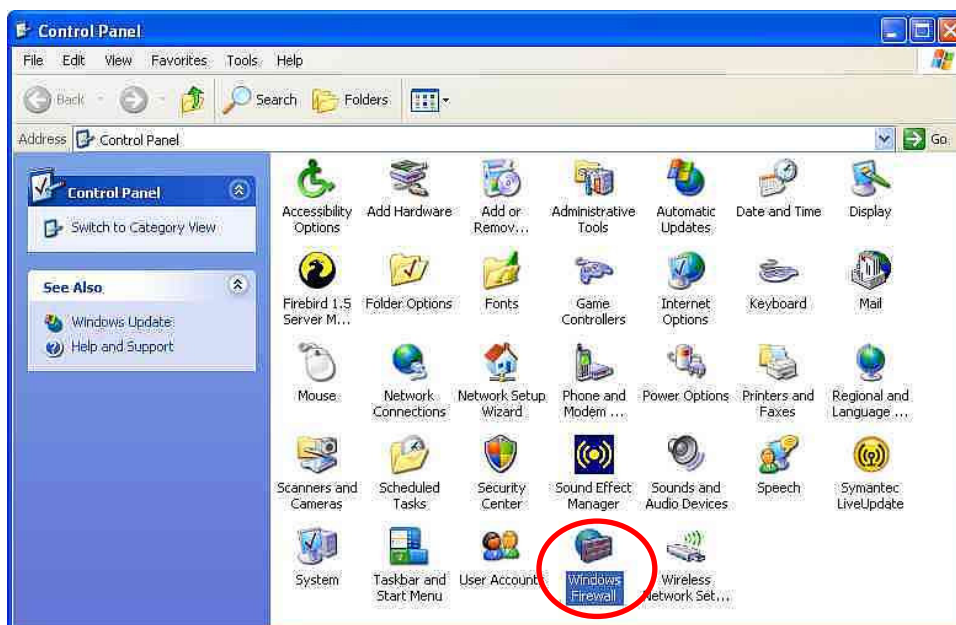 Control Panel
File Edit View Favorites Tools Help
Back Search Folders
Address Control Panel Go
Control Panel
Switch to Category View
See Also
Windows Update
Help and Support
Accessibility Options
Add Hardware
Add or Remov...
Administrative Tools
Automatic Updates
Date and Time
Display
Firebird 1.5 Server M...
Folder Options
Fonts
Game Controllers
Internet Options
Keyboard
Mail
Mouse
Network Connections
Network Setup Wizard
Phone and Modem ...
Power Options
Printers and Faxes
Regional and Language ...
Scanners and Cameras
Scheduled Tasks
Security Center
Sound Effect Manager
Sounds and Audio Devices
Speech
Symantec LiveUpdate
System
Taskbar and Start Menu
User Accounts
Windows Firewall
Wireless Network Set...